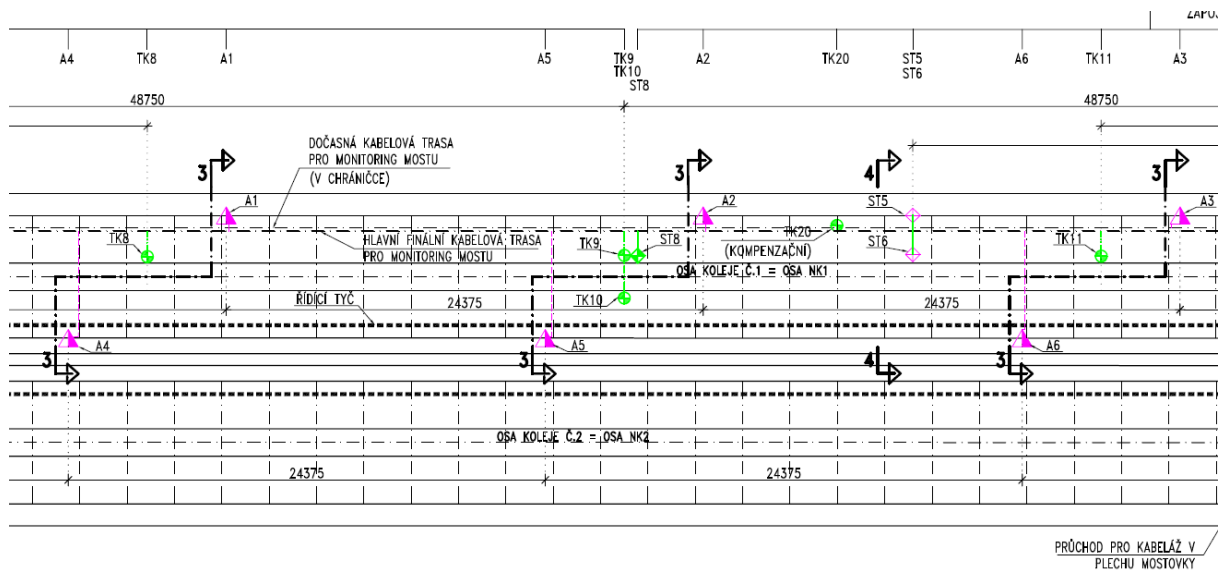 ZAPOJ
A4 TK8 A1 A5 TK9 A2 TK20 ST5 A6 TK11 A3
TK10 ST6
ST8
48750 48750
DOČASNÁ KABELOVÁ TRASA
PRO MONITORING MOSTU
(V CHRÁNIČCE)
3 3 4 3
A1 A2 ST5 A3
TK8 HLAVNÍ FINÁLNÍ KABELOVÁ TRASA TK9 ST8 TK20 ST6 TK11
PRO MONITORING MOSTU (KOMPENZAČNÍ)
OSA KOLEJE Č.1 = OSA NK1
ŘÍDÍCÍ TYČ TK10
24375 24375
A4 A5 A6
3 3 4 3
OSA KOLEJE Č.2 = OSA NK2
24375 24375
PRŮCHOD PRO KABELÁŽ V
PLECHU MOSTOVKY